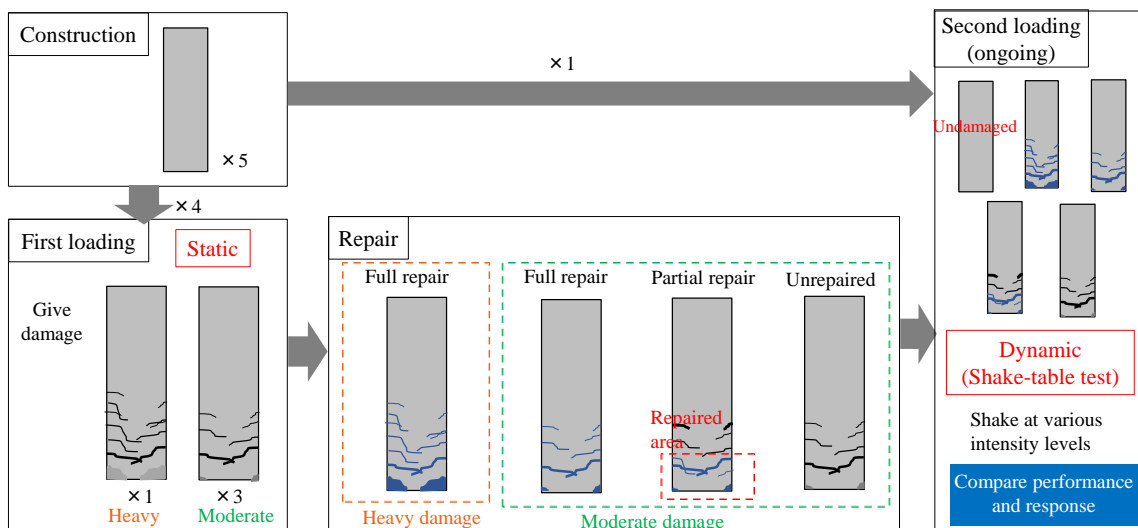 Construction
×5
×1
Second loading
(ongoing)
Undamaged
×4
First loading
Static
Give
damage
×1
×3
Heavy
Moderate
Repair
Full repair
Full repair
Partial repair
Unrepaired
Repaired
area
Heavy damage
Moderate damage
Dynamic
(Shake-table test)
Shake at various
intensity levels
Compare performance
and response